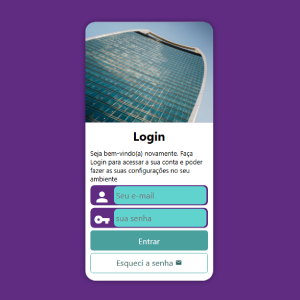 Login
Seja bem-vindo(a) novamente. Faça
Login para acessar a sua conta e poder
fazer as suas configurações no seu
ambiente
Seu e-mail
sua senha
Entrar
Esqueci a senha